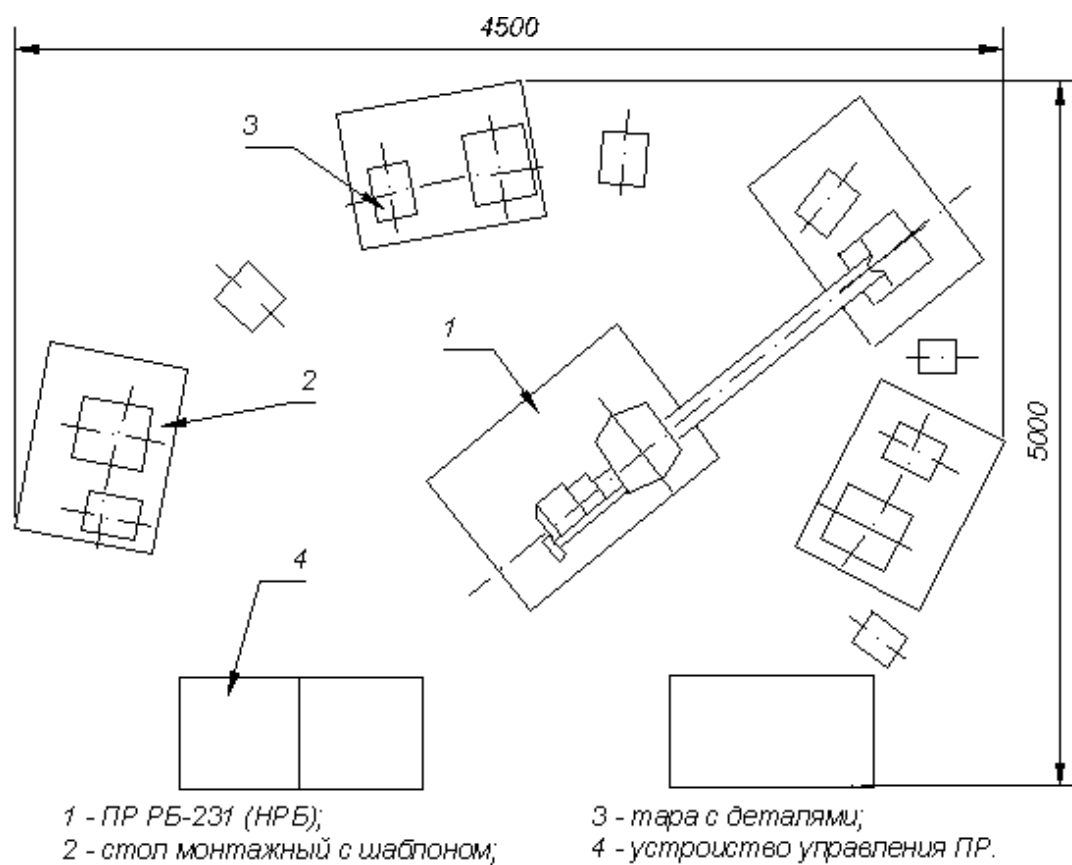 4500
3
1
2
5000
4
1 - ПР РБ-231 (НРБ);
2 - стол монтажный с шаблоном;
3 - тара с деталями;
4 - устроиство управления ПР.